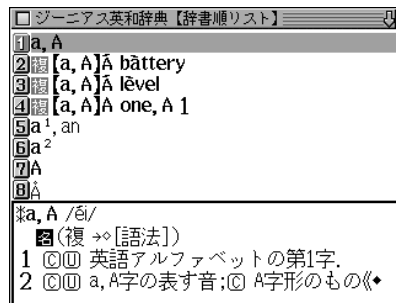 ジーニアス英和辞典【辞書順リスト】
1 a, A
2 複【a, A】Á bàttery
3 複【a, A】Á lèvel
4 複【a, A】A one, A 1
5 a¹, an
6 a²
7 A
8 Å
*a, A /éi/
名(複 →◇[語法])
1 ⒸⓊ 英語アルファベットの第1字.
2 ⒸⓊ a, A字の表す音;Ⓒ A字形のもの《◆